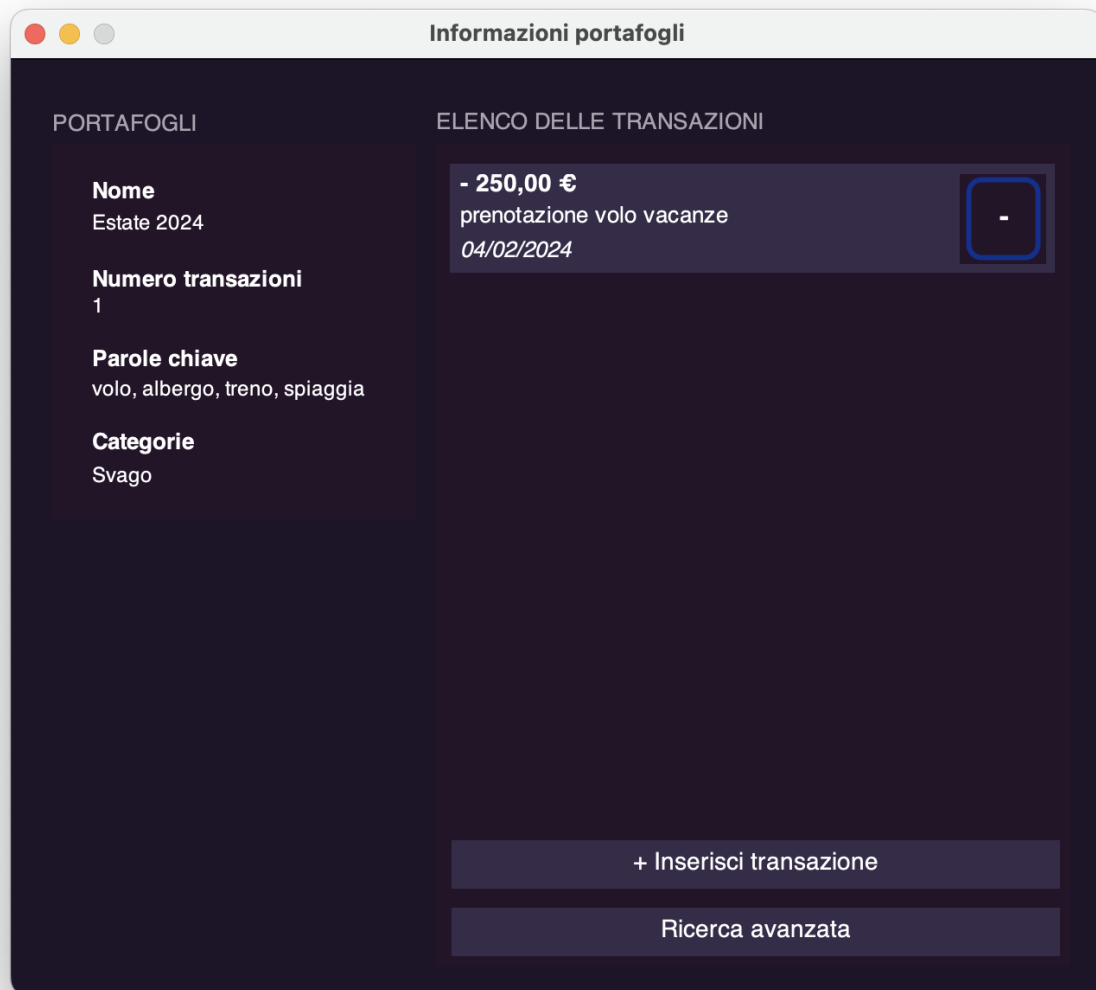 Informazioni portafogli
PORTAFOGLI
Nome
Estate 2024
Numero transazioni
1
Parole chiave
volo, albergo, treno, spiaggia
Categorie
Svago
ELENCO DELLE TRANSAZIONI
- 250,00 €
prenotazione volo vacanze
04/02/2024
-
+ Inserisci transazione
Ricerca avanzata